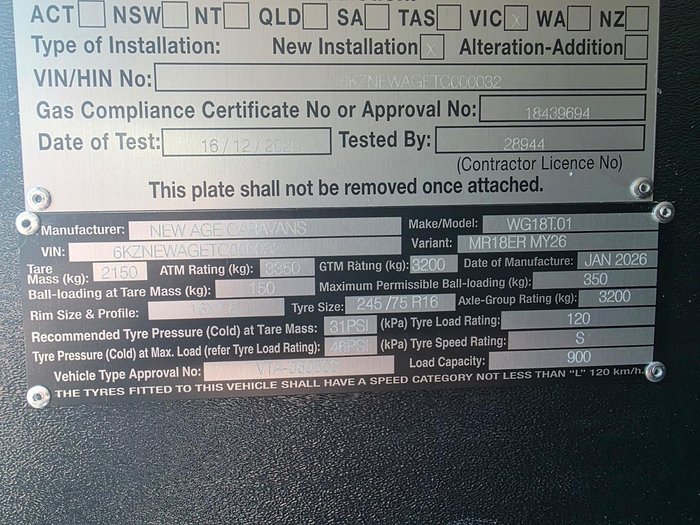 ACT NSW NT QLD SA TAS VIC X WA NZ
Type of Installation: New Installation X Alteration-Addition
VIN/HIN No: 6KZNEWAGETC000032
Gas Compliance Certificate No or Approval No: 18439694
Date of Test: 16/12/ Tested By: 28944
(Contractor Licence No)
This plate shall not be removed once attached.
Manufacturer: NEW AGE CARAVANS Make/Model: WG18T.01
VIN: 6KZNEWAGETC000032 Variant: MR18ER MY26
Tare Mass (kg): 2150 ATM Rating (kg): 3350 GTM Rating (kg): 3200 Date of Manufacture: JAN 2026
Ball-loading at Tare Mass (kg): 150 Maximum Permissible Ball-loading (kg): 350
Rim Size & Profile: Tyre Size: 245 /75 R16 Axle-Group Rating (kg): 3200
Recommended Tyre Pressure (Cold) at Tare Mass: 31PSI (kPa) Tyre Load Rating: 120
Tyre Pressure (Cold) at Max. Load (refer Tyre Load Rating): 46PSI (kPa) Tyre Speed Rating: S
Vehicle Type Approval No: Load Capacity: 900
THE TYRES FITTED TO THIS VEHICLE SHALL HAVE A SPEED CATEGORY NOT LESS THAN "L" 120 km/h.